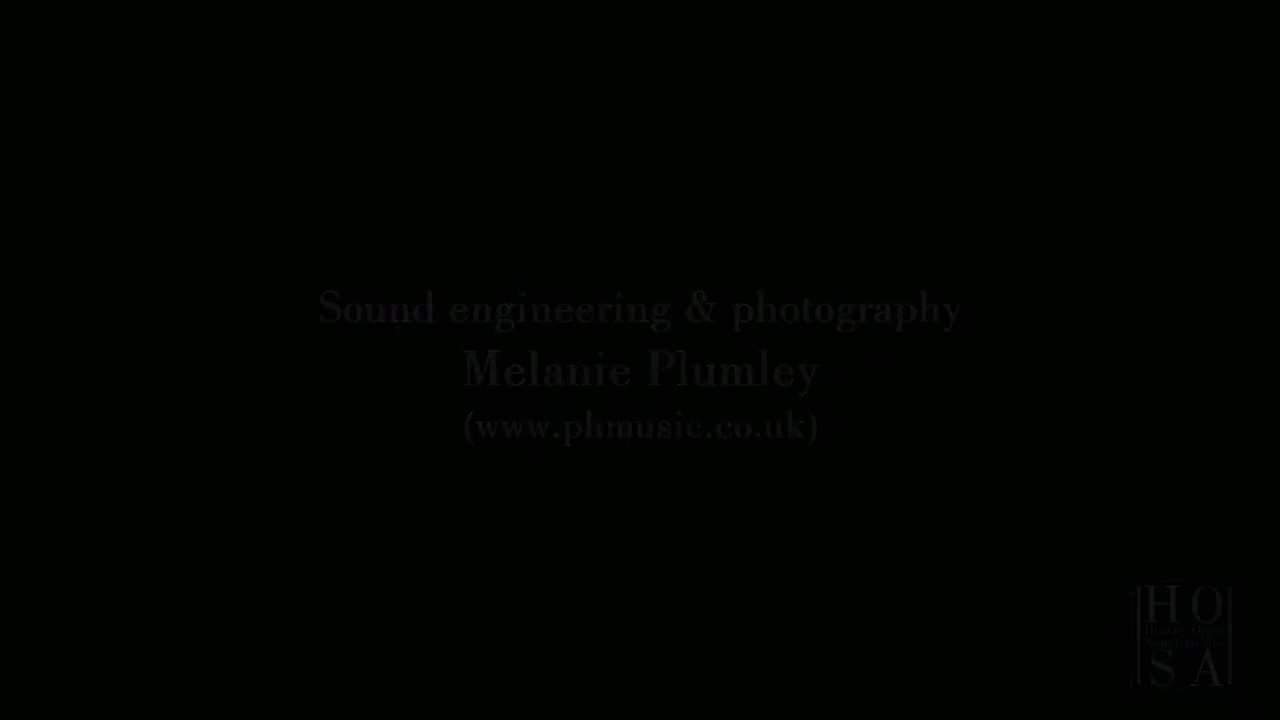 Sound engineering & photography
Melanie Plumley
(www.phmusic.co.uk)
H O
S A